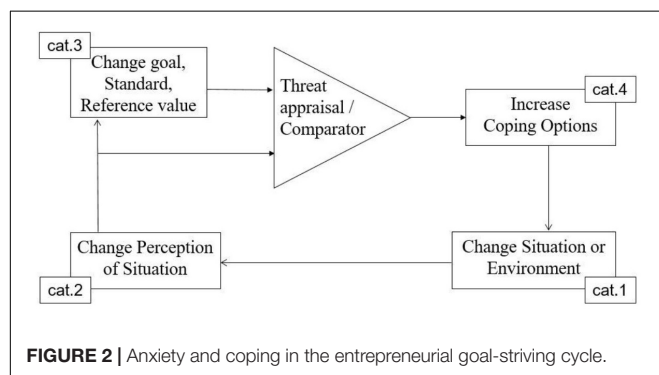 cat.3
Change goal,
Standard,
Reference value
Threat
appraisal /
Comparator
cat.4
Increase
Coping Options
Change Perception
of Situation
cat.2
Change Situation or
Environment
cat.1
FIGURE 2 | Anxiety and coping in the entrepreneurial goal-striving cycle.